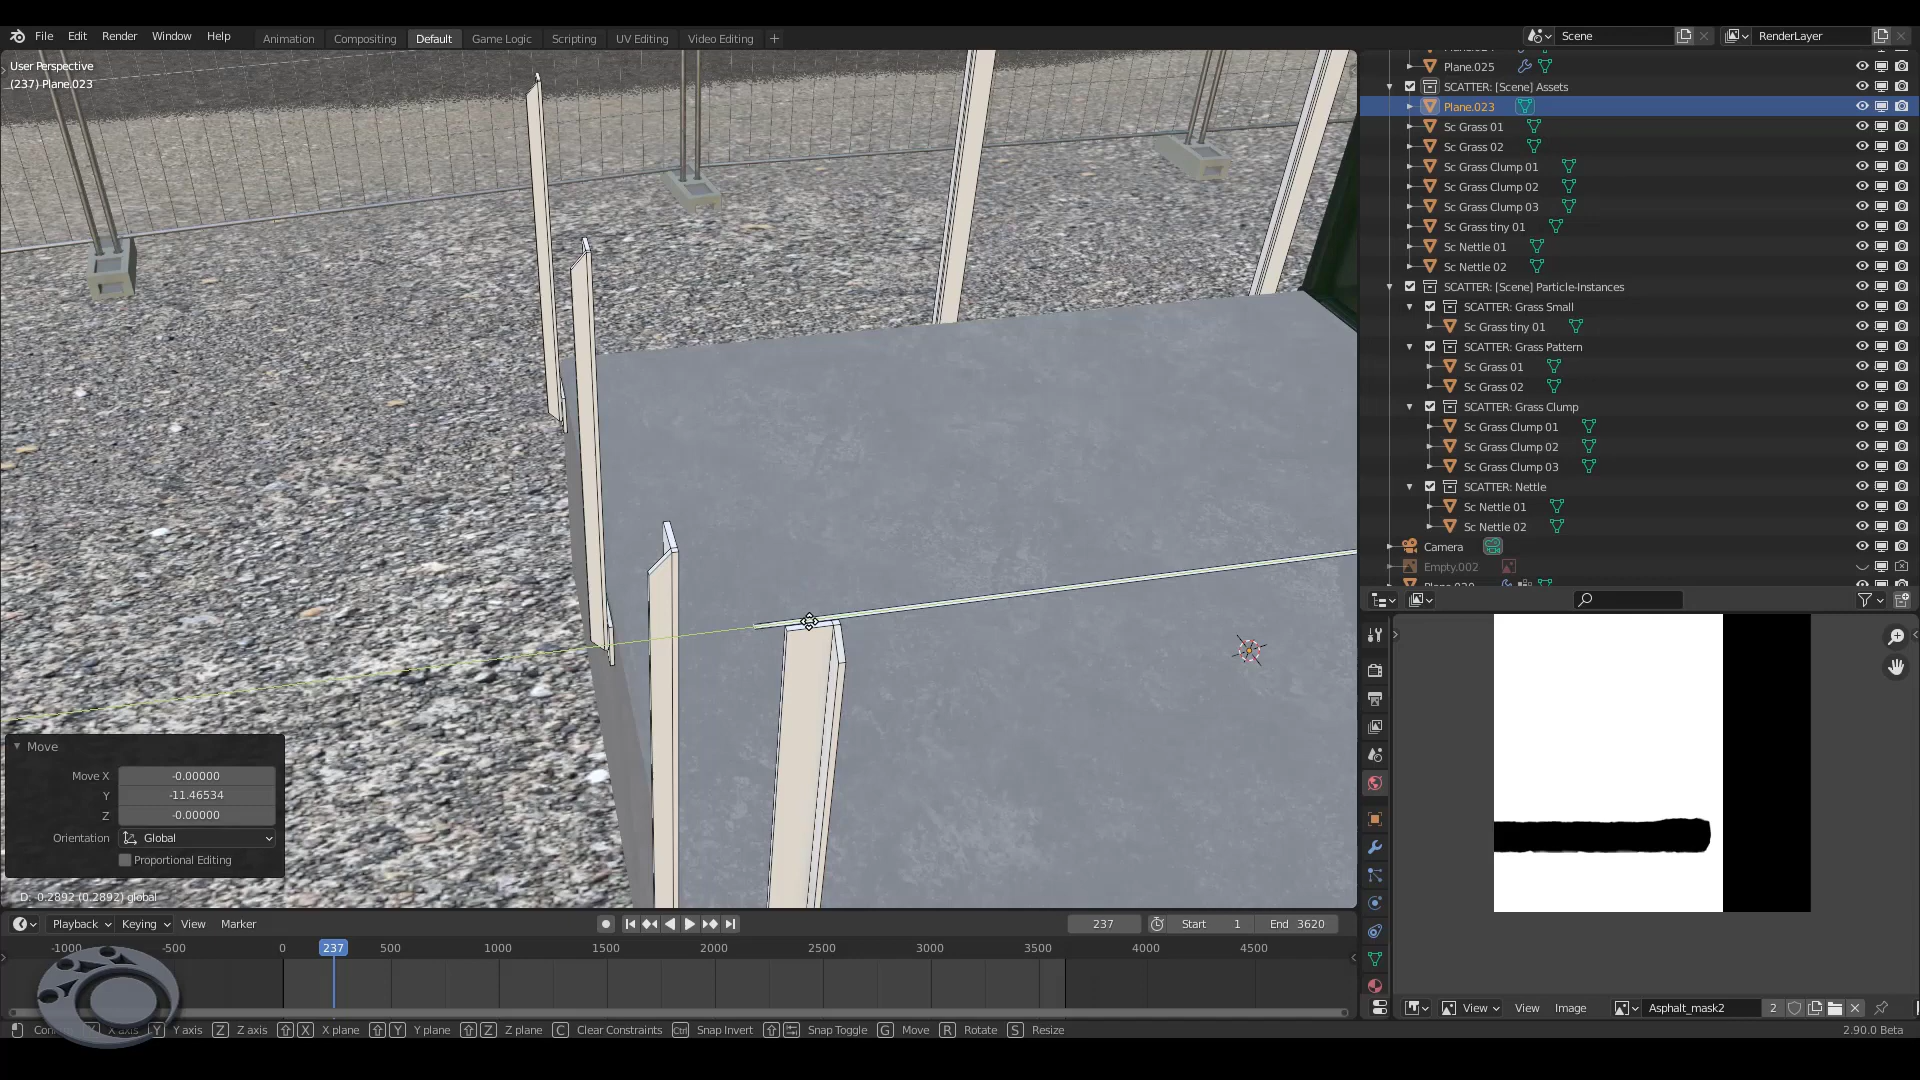 File Edit Render Window Help
Animation Compositing Default Game Logic Scripting UV Editing Video Editing +
Scene
RenderLayer
User Perspective
(237) Plane.023
Plane.025
SCATTER: [Scene] Assets
Plane.023
Sc Grass 01
Sc Grass 02
Sc Grass Clump 01
Sc Grass Clump 02
Sc Grass Clump 03
Sc Grass tiny 01
Sc Nettle 01
Sc Nettle 02
SCATTER: [Scene] Particle-Instances
SCATTER: Grass Small
Sc Grass tiny 01
SCATTER: Grass Pattern
Sc Grass 01
Sc Grass 02
SCATTER: Grass Clump
Sc Grass Clump 01
Sc Grass Clump 02
Sc Grass Clump 03
SCATTER: Nettle
Sc Nettle 01
Sc Nettle 02
Camera
Empty.002
Move
Move X -0.00000
Y -11.46534
Z -0.00000
Orientation Global
Proportional Editing
D: 0.2892 (0.2892) global
Playback Keying View Marker
237 Start 1 End 3620
-1000 -500 0 237 500 1000 1500 2000 2500 3000 3500 4000 4500
View View Image Asphalt_mask2 2
X axis Y Y axis Z Z axis X X plane Y Y plane Z Z plane C Clear Constraints Ctrl Snap Invert Snap Toggle G Move R Rotate S Resize
2.90.0 Beta